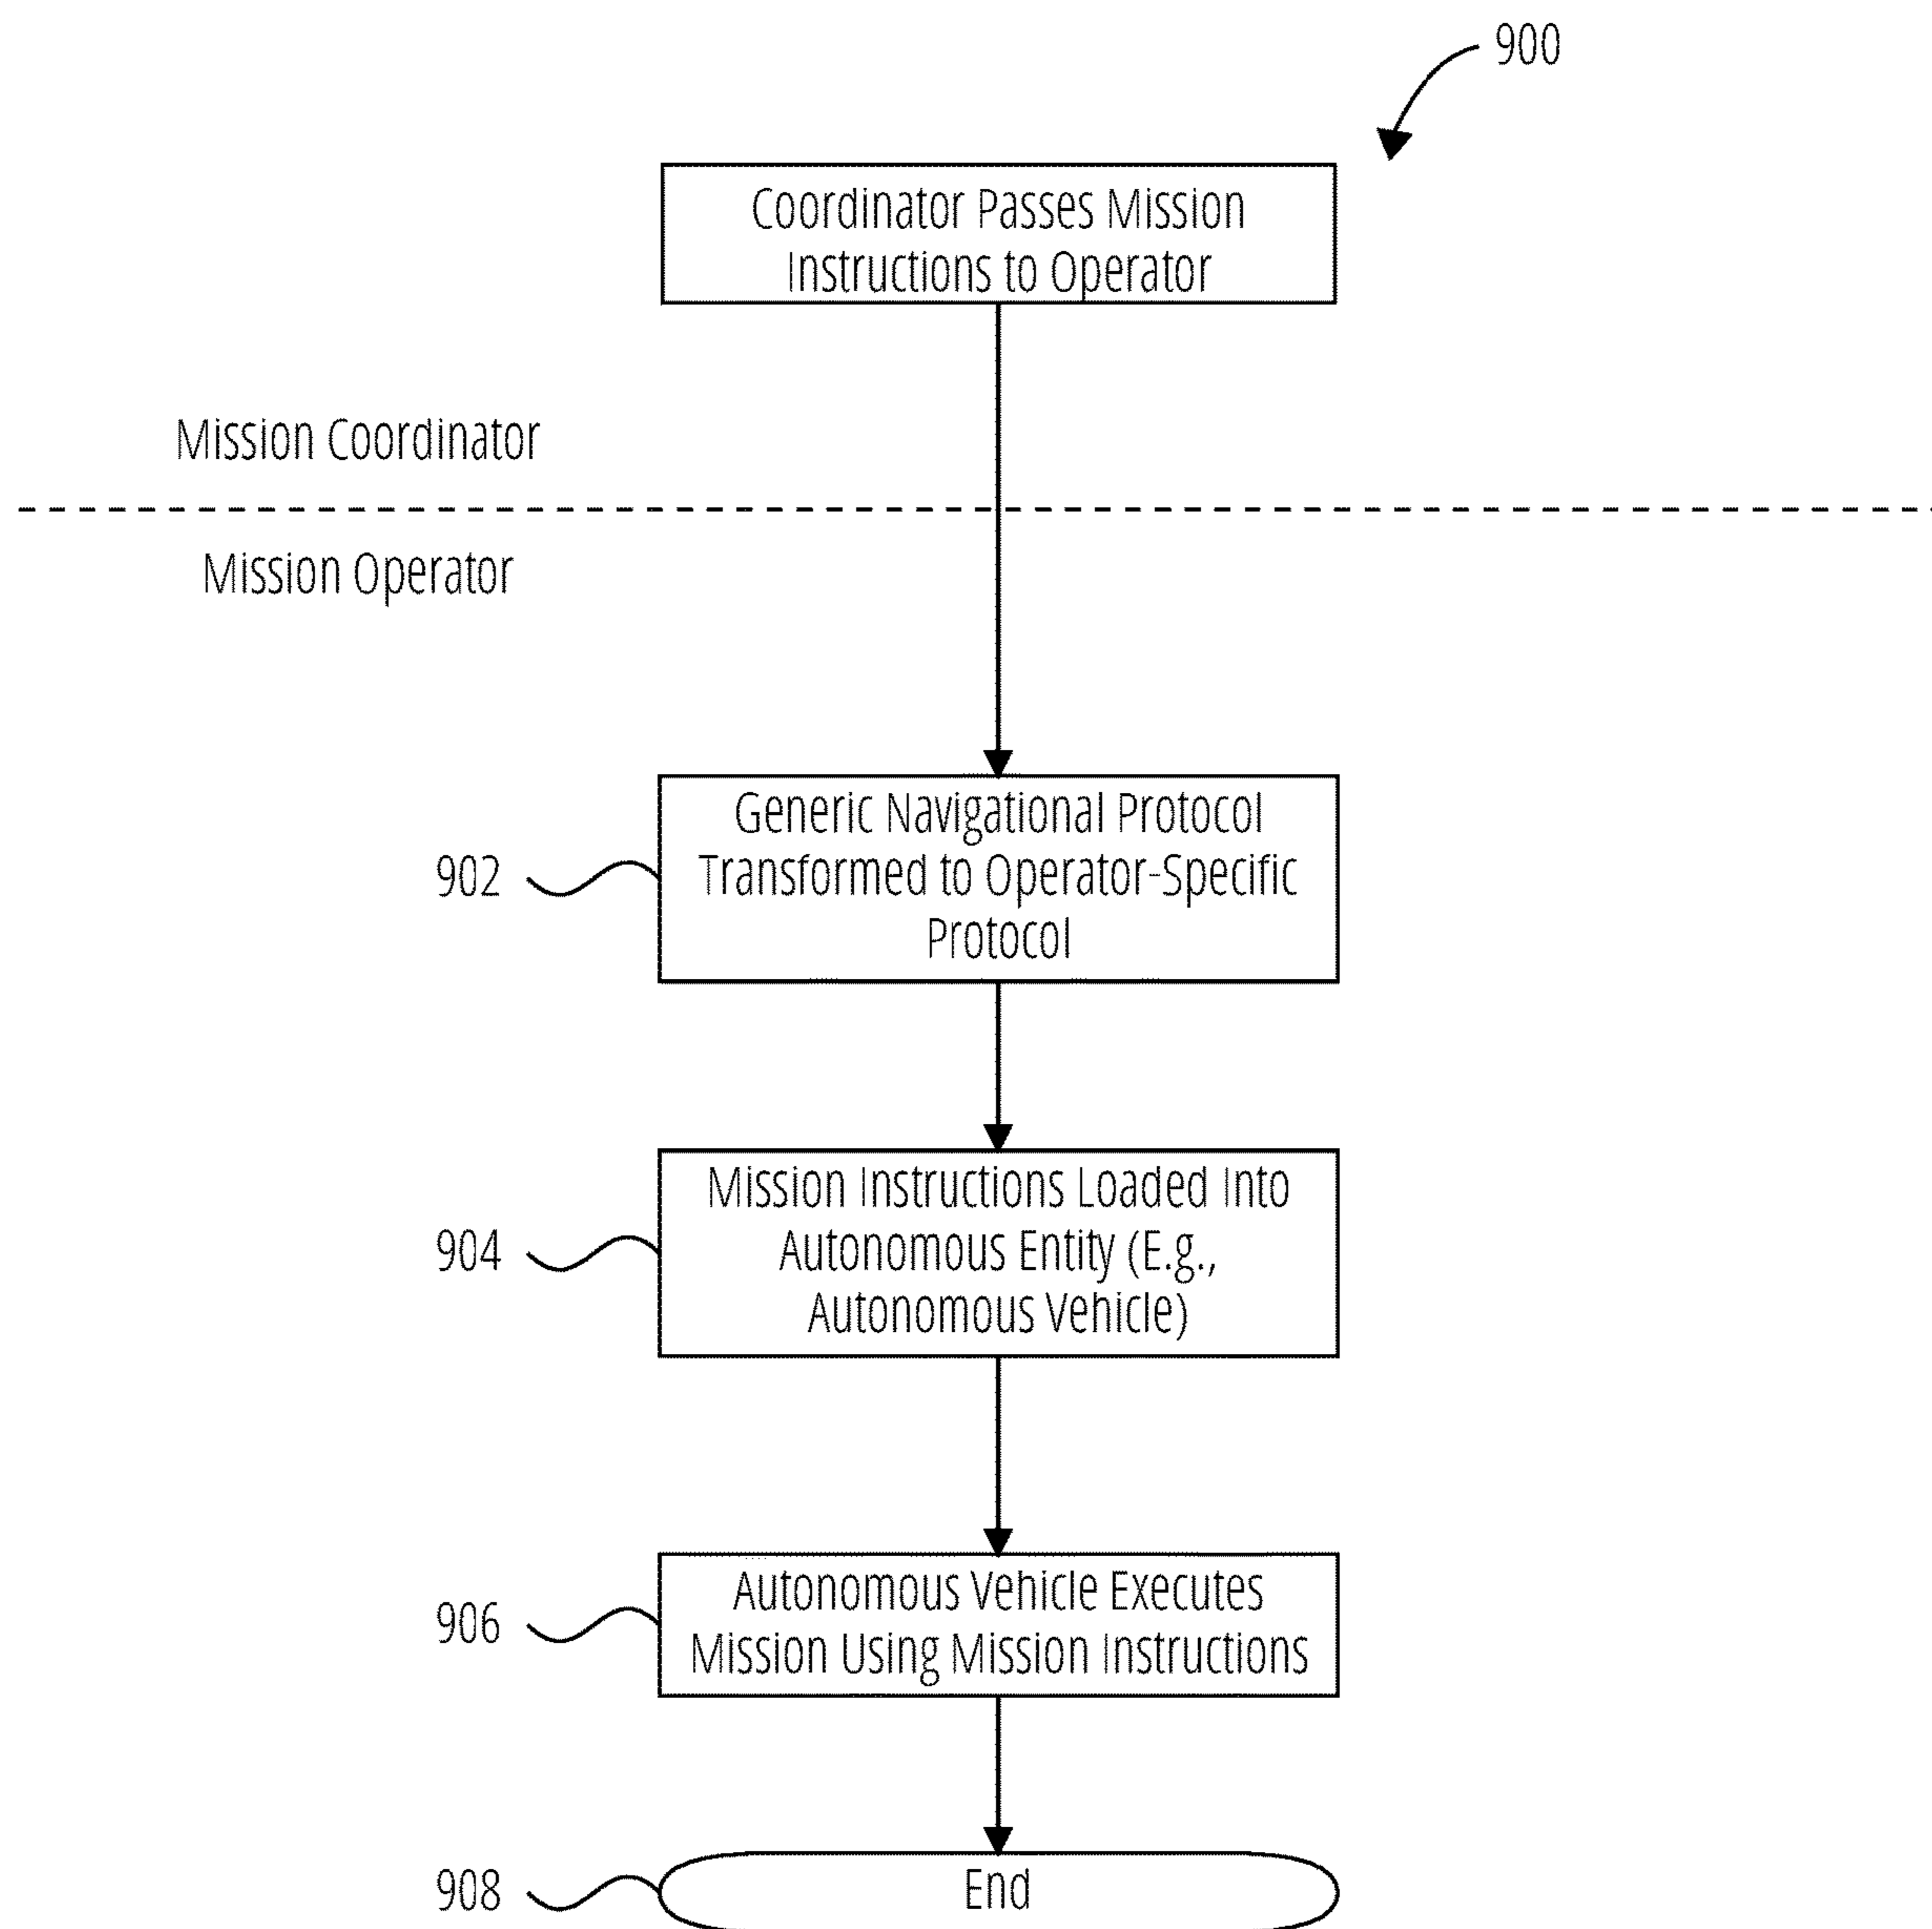 900
Coordinator Passes Mission
Instructions to Operator
Mission Coordinator
Mission Operator
Generic Navigational Protocol
902
Transformed to Operator-Specific
Protocol
Mission Instructions Loaded Into
904
Autonomous Entity (E.g.,
Autonomous Vehicle)
906
Autonomous Vehicle Executes
Mission Using Mission Instructions
908
End